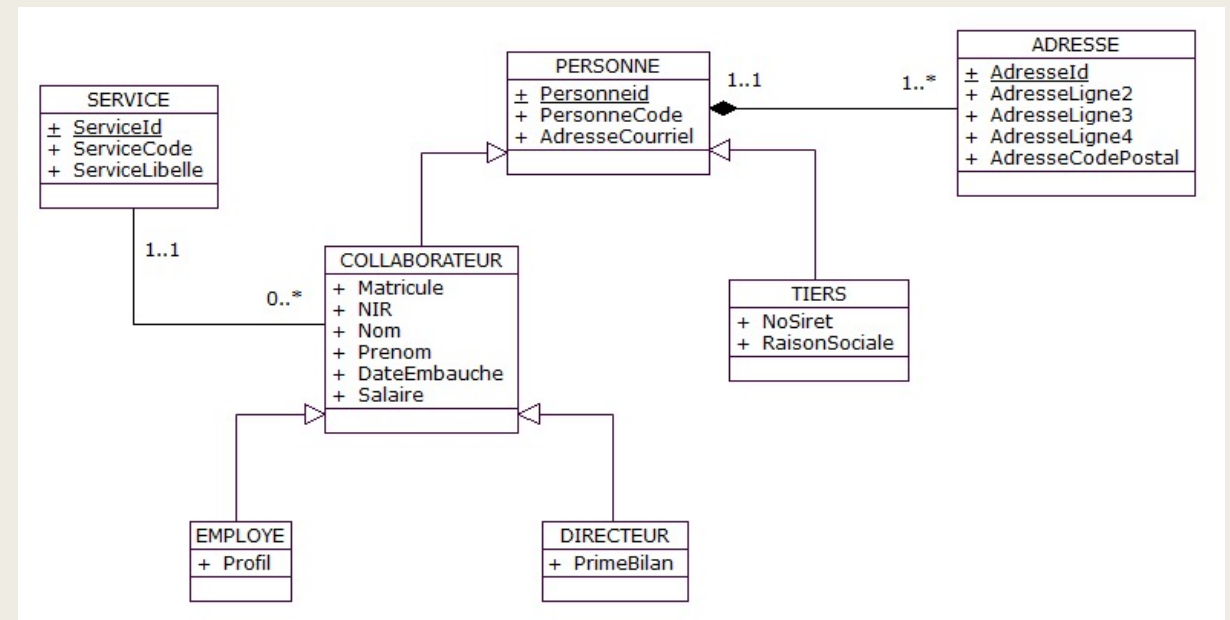 SERVICE
+ ServiceId
+ ServiceCode
+ ServiceLibelle
PERSONNE
+ Personneid
+ PersonneCode
+ AdresseCourriel
1..1
1..*
ADRESSE
+ AdresseId
+ AdresseLigne2
+ AdresseLigne3
+ AdresseLigne4
+ AdresseCodePostal
1..1
0..*
COLLABORATEUR
+ Matricule
+ NIR
+ Nom
+ Prenom
+ DateEmbauche
+ Salaire
TIERS
+ NoSiret
+ RaisonSociale
EMPLOYE
+ Profil
DIRECTEUR
+ PrimeBilan